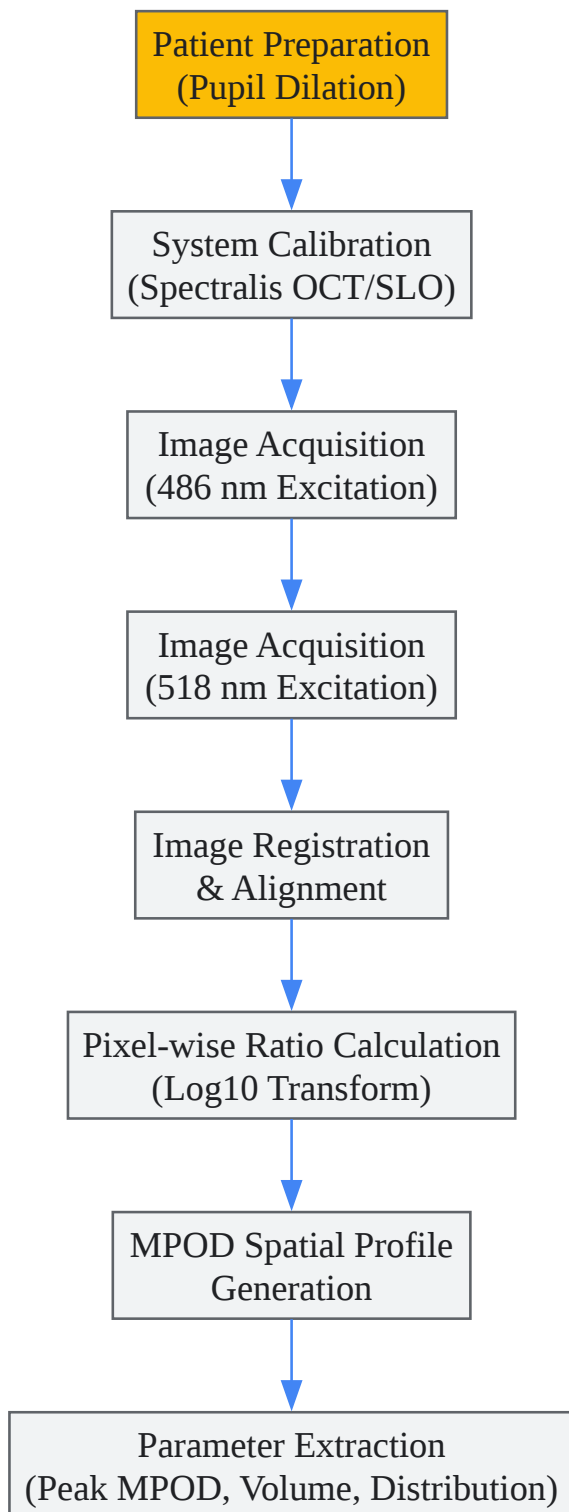 Patient Preparation
(Pupil Dilation)
System Calibration
(Spectralis OCT/SLO)
Image Acquisition
(486 nm Excitation)
Image Acquisition
(518 nm Excitation)
Image Registration
& Alignment
Pixel-wise Ratio Calculation
(Log10 Transform)
MPOD Spatial Profile
Generation
Parameter Extraction
(Peak MPOD, Volume, Distribution)